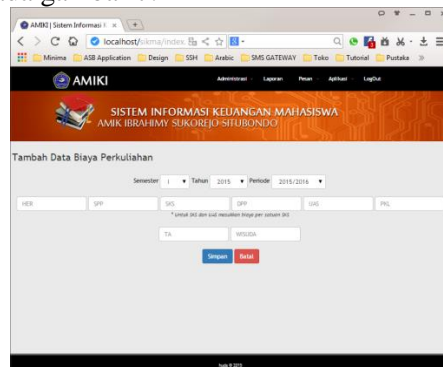 AMIKI | Sistem Informasi K
localhost/sikma/index
Minima ASB Application Design SSH Arabic SMS GATEWAY Toko Tutorial Pustaka
AMIKI Administrasi Laporan Pesan Aplikasi LogOut
SISTEM INFORMASI KEUANGAN MAHASISWA
AMIK IBRAHIMY SUKOREJO SITUBONDO
Tambah Data Biaya Perkuliahan
Semester I Tahun 2015 Periode 2015/2016
HER SPP SKS DPP UAS PKL
* Untuk SKS dan UAS masukkan biaya per satuan SKS
TA WISUDA
Simpan Batal